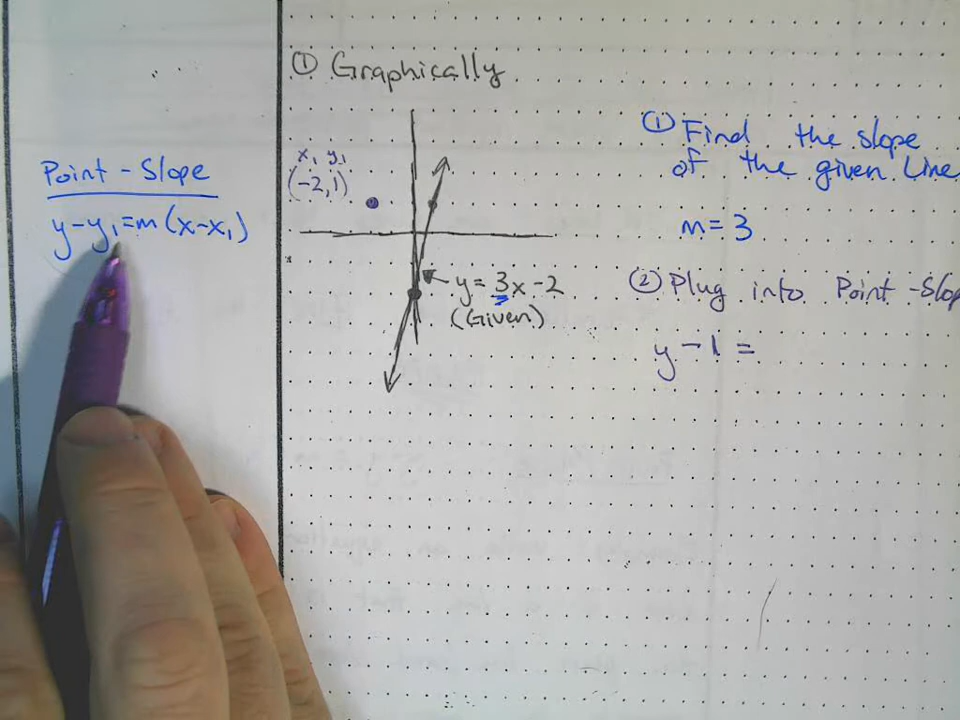 Point - Slope
y - y₁ = m (x - x₁)
① Graphically
x₁ y₁
(-2, 1)
y = 3x - 2
(Given)
① Find the slope
of the given Line
m = 3
② Plug into Point - Slop
y - 1 =